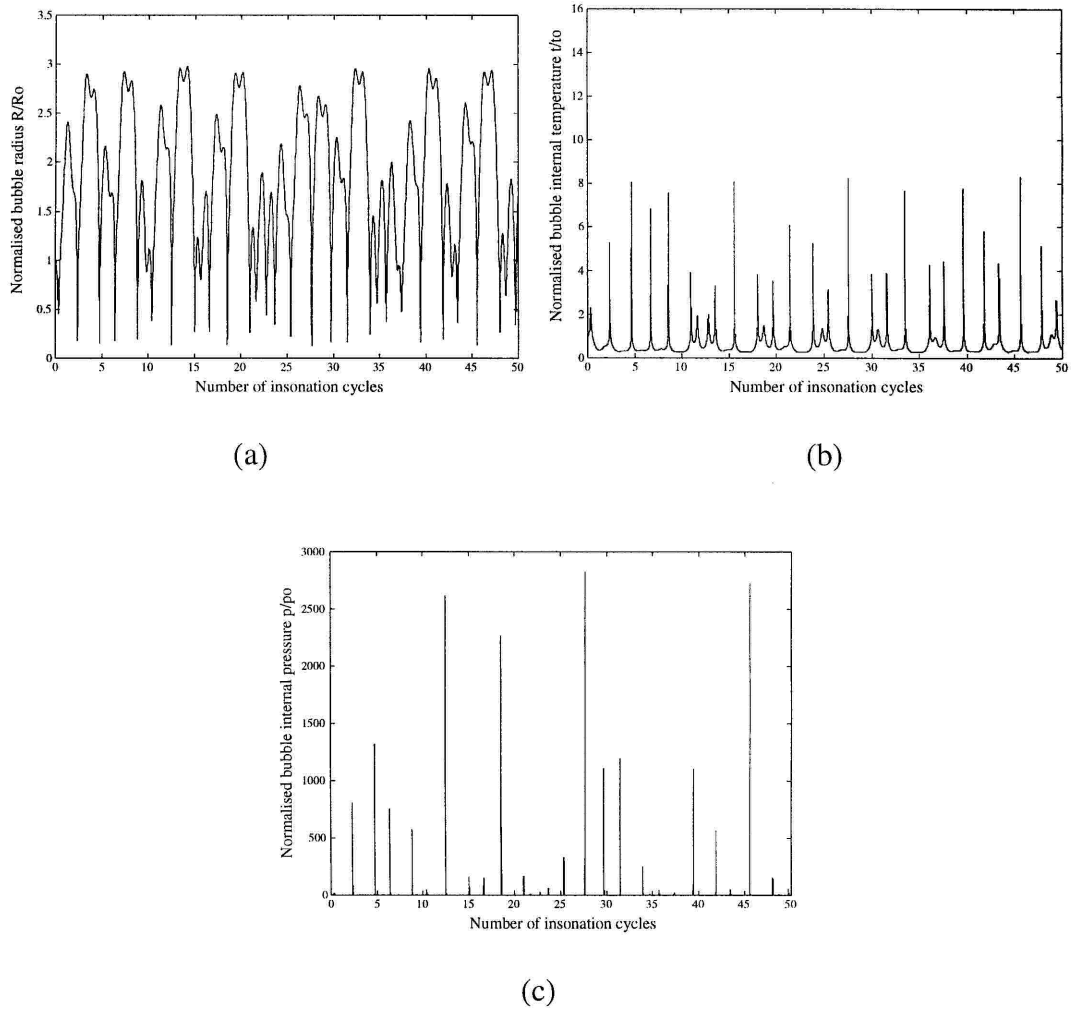 3.5
3
2.5
2
1.5
1
0.5
0
Normalised bubble radius R/Ro
0 5 10 15 20 25 30 35 40 45 50
Number of insonation cycles
(a)
16
14
12
10
8
6
4
2
0
Normalised bubble internal temperature t/to
0 5 10 15 20 25 30 35 40 45 50
Number of insonation cycles
(b)
3000
2500
2000
1500
1000
500
0
Normalised bubble internal pressure p/po
0 5 10 15 20 25 30 35 40 45 50
Number of insonation cycles
(c)